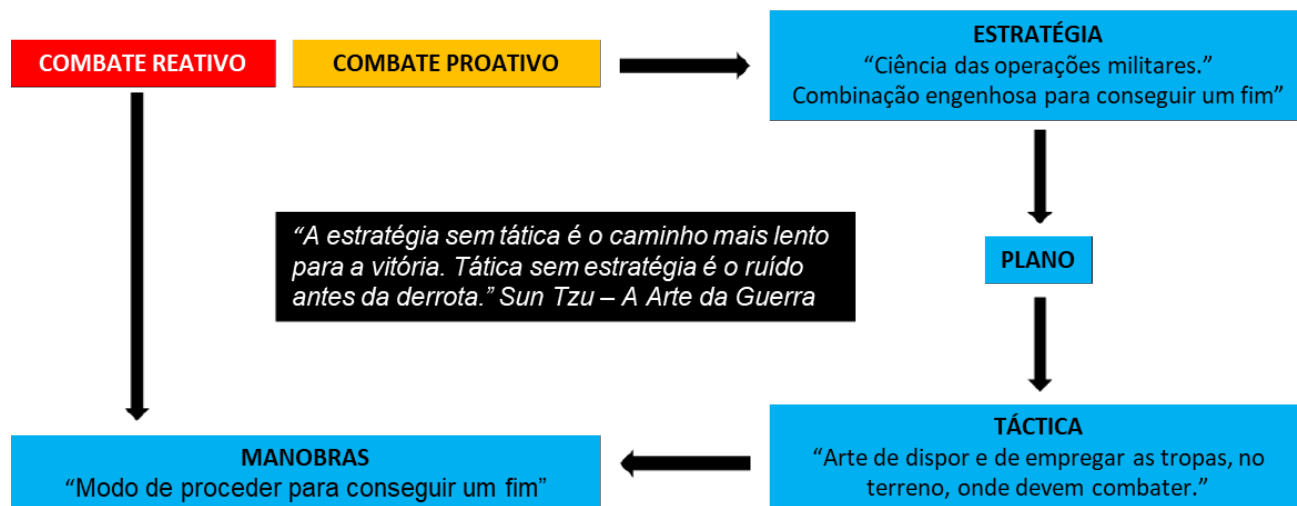 COMBATE REATIVO
COMBATE PROATIVO
ESTRATÉGIA
“Ciência das operações militares.”
Combinação engenhosa para conseguir um fim”
“A estratégia sem tática é o caminho mais lento
para a vitória. Tática sem estratégia é o ruído
antes da derrota.” Sun Tzu – A Arte da Guerra
PLANO
MANOBRAS
“Modo de proceder para conseguir um fim”
TÁCTICA
“Arte de dispor e de empregar as tropas, no
terreno, onde devem combater.”